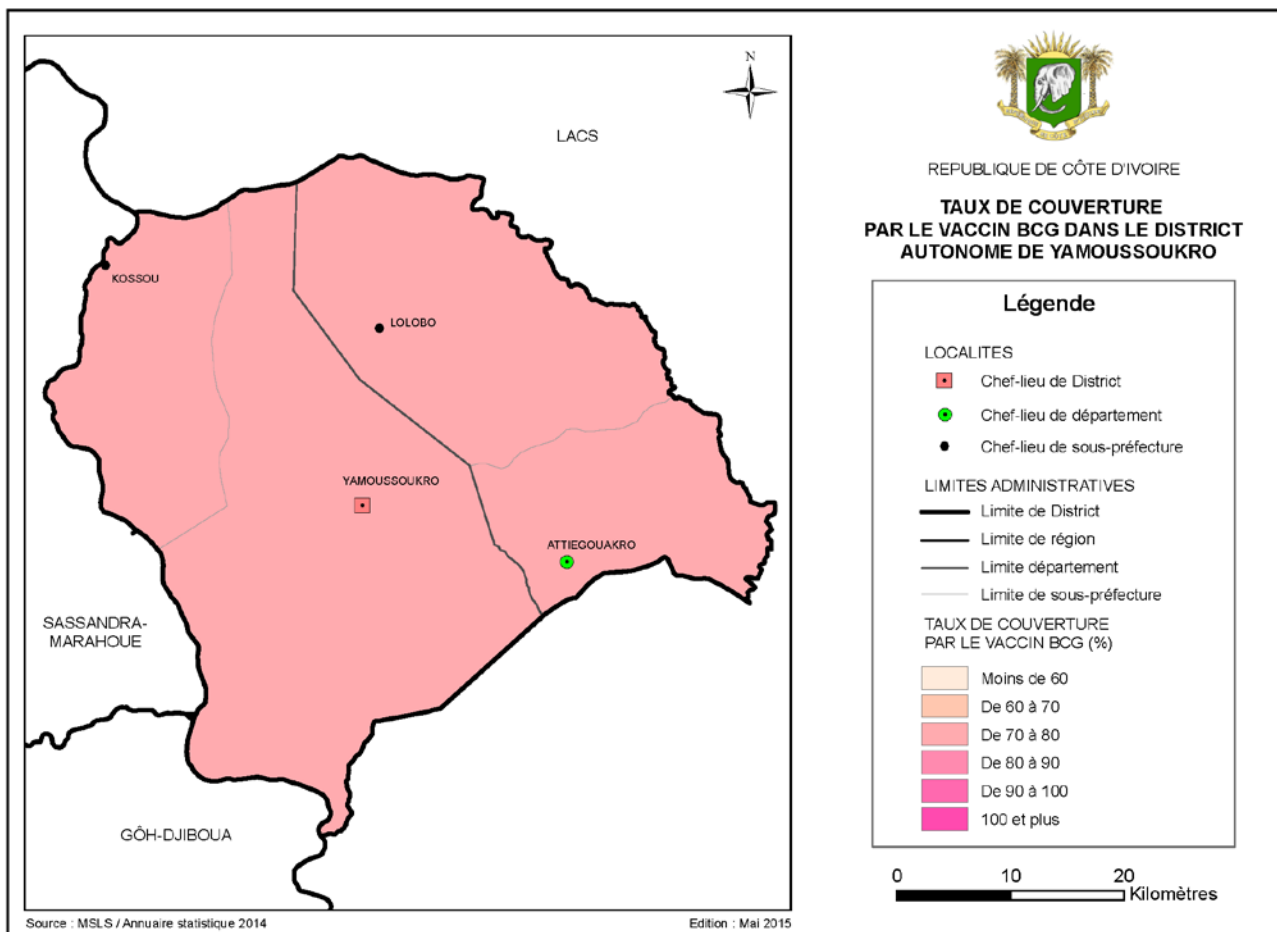 N
LACS
KOSSOU
LOLOBO
YAMOUSSOUKRO
ATTIEGOUAKRO
SASSANDRA-
MARAHOUE
GÔH-DJIBOUA
Source : MSLS / Annuaire statistique 2014
Edition : Mai 2015
REPUBLIQUE DE CÔTE D'IVOIRE
TAUX DE COUVERTURE
PAR LE VACCIN BCG DANS LE DISTRICT
AUTONOME DE YAMOUSSOUKRO
Légende
LOCALITES
Chef-lieu de District
Chef-lieu de département
Chef-lieu de sous-préfecture
LIMITES ADMINISTRATIVES
Limite de District
Limite de région
Limite département
Limite de sous-préfecture
TAUX DE COUVERTURE
PAR LE VACCIN BCG (%)
Moins de 60
De 60 à 70
De 70 à 80
De 80 à 90
De 90 à 100
100 et plus
0 10 20
Kilomètres